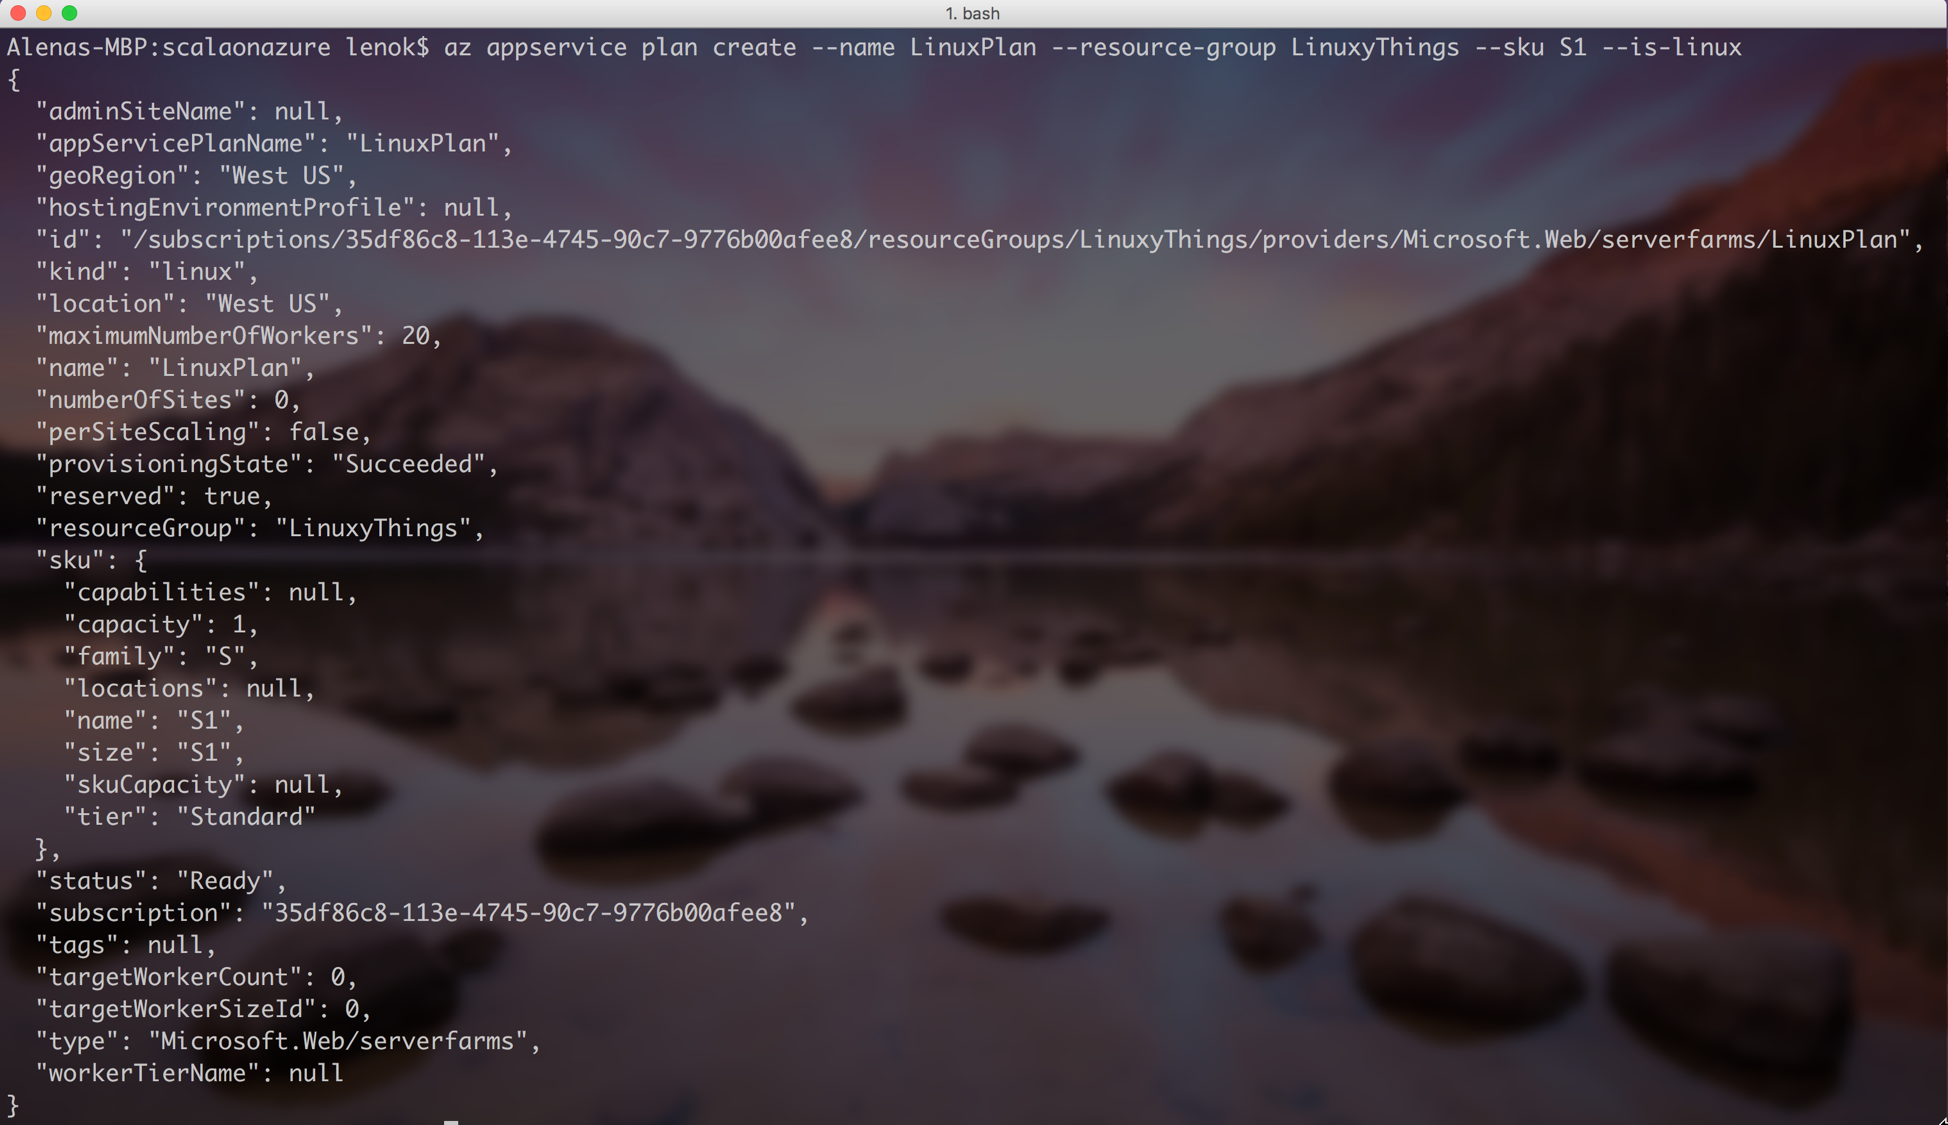 1. bash
Alenas-MBP:scalaonazure lenok$ az appservice plan create --name LinuxPlan --resource-group LinuxyThings --sku S1 --is-linux
{
  "adminSiteName": null,
  "appServicePlanName": "LinuxPlan",
  "geoRegion": "West US",
  "hostingEnvironmentProfile": null,
  "id": "/subscriptions/35df86c8-113e-4745-90c7-9776b00afee8/resourceGroups/LinuxyThings/providers/Microsoft.Web/serverfarms/LinuxPlan",
  "kind": "linux",
  "location": "West US",
  "maximumNumberOfWorkers": 20,
  "name": "LinuxPlan",
  "numberOfSites": 0,
  "perSiteScaling": false,
  "provisioningState": "Succeeded",
  "reserved": true,
  "resourceGroup": "LinuxyThings",
  "sku": {
    "capabilities": null,
    "capacity": 1,
    "family": "S",
    "locations": null,
    "name": "S1",
    "size": "S1",
    "skuCapacity": null,
    "tier": "Standard"
  },
  "status": "Ready",
  "subscription": "35df86c8-113e-4745-90c7-9776b00afee8",
  "tags": null,
  "targetWorkerCount": 0,
  "targetWorkerSizeId": 0,
  "type": "Microsoft.Web/serverfarms",
  "workerTierName": null
}